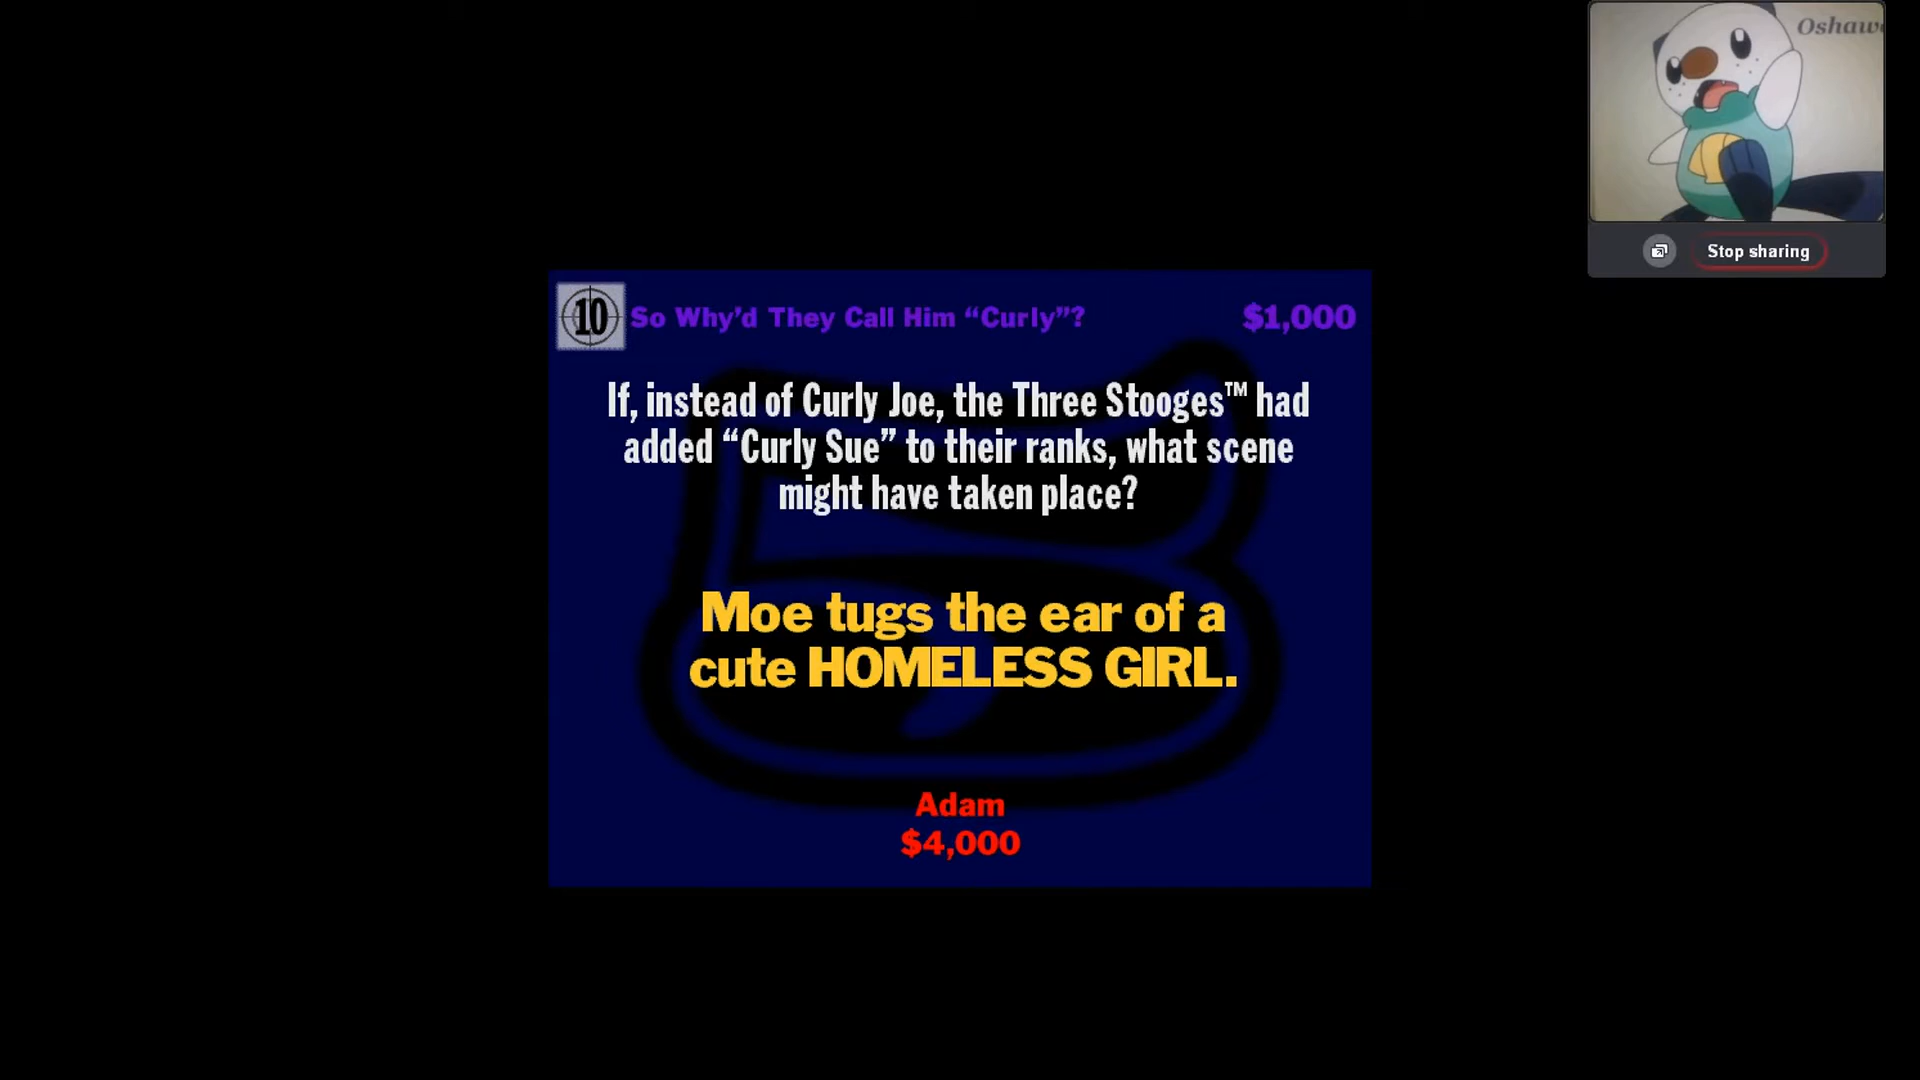 Oshaw
Stop sharing
10
So Why’d They Call Him “Curly”?
$1,000
If, instead of Curly Joe, the Three Stooges™ had
added “Curly Sue” to their ranks, what scene
might have taken place?
Moe tugs the ear of a
cute HOMELESS GIRL.
Adam
$4,000